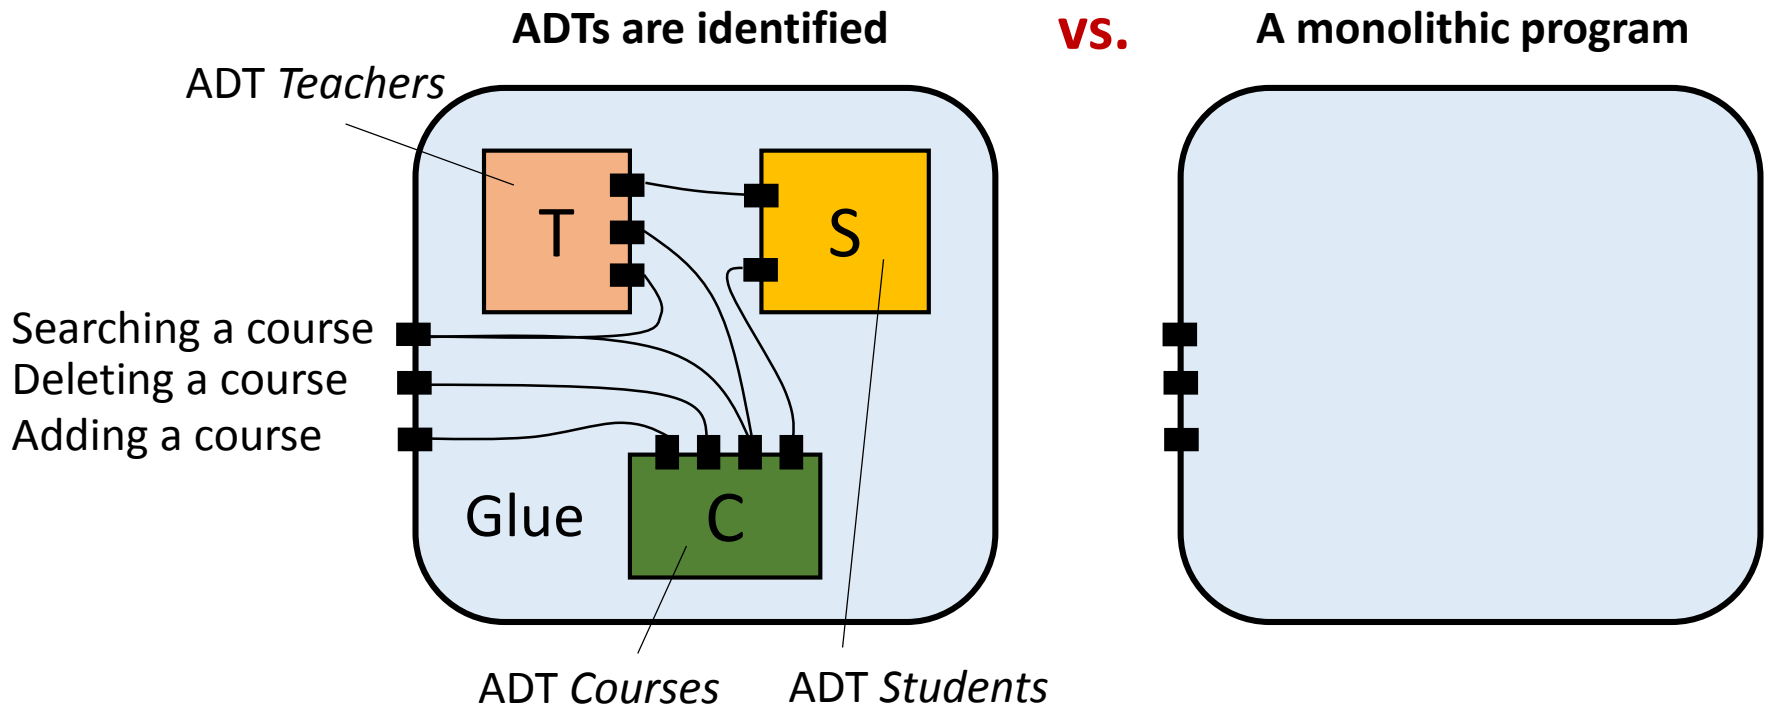 ADTs are identified
vs.
A monolithic program
ADT Teachers
T
S
Searching a course
Deleting a course
Adding a course
Glue
C
ADT Courses
ADT Students